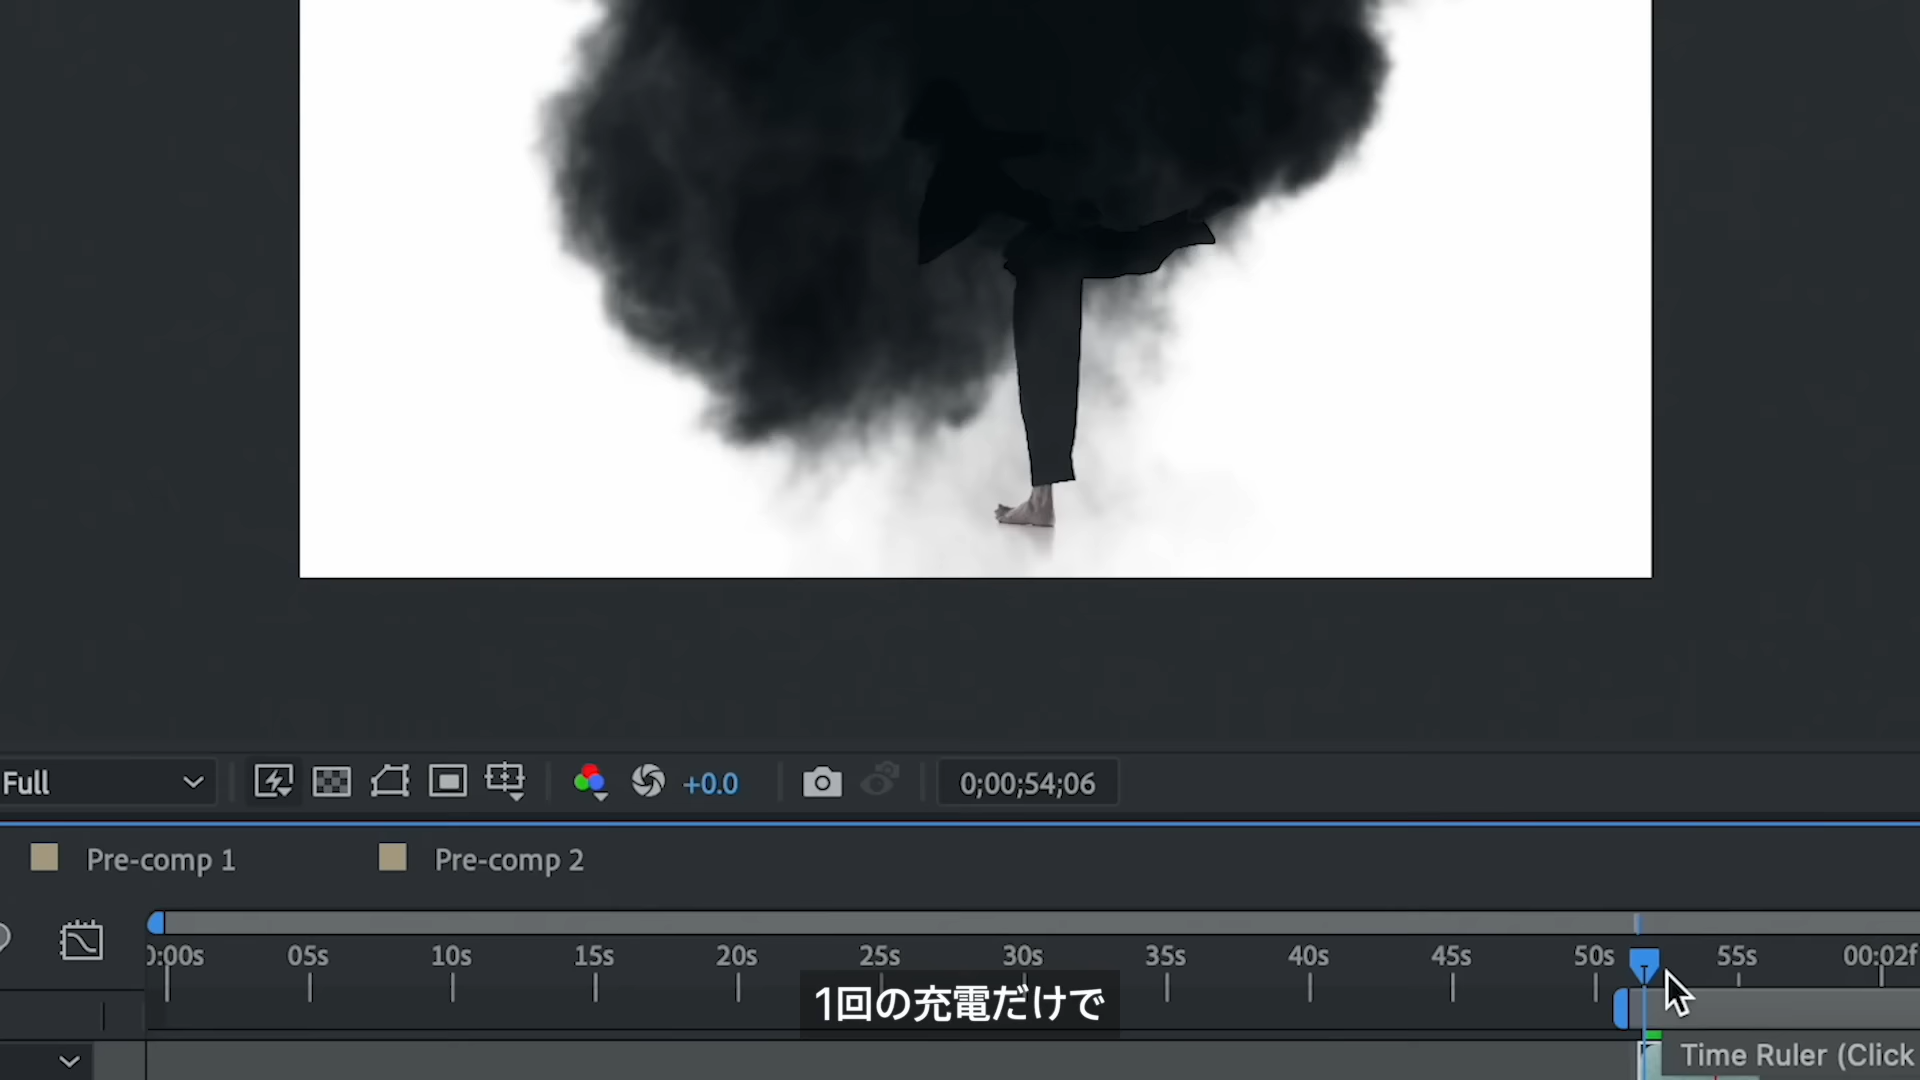 Full
+0.0
0;00;54;06
Pre-comp 1
Pre-comp 2
0:00s 05s 10s 15s 20s 25s 30s 35s 40s 45s 50s 55s 00:02f
1回の充電だけで
Time Ruler (Click